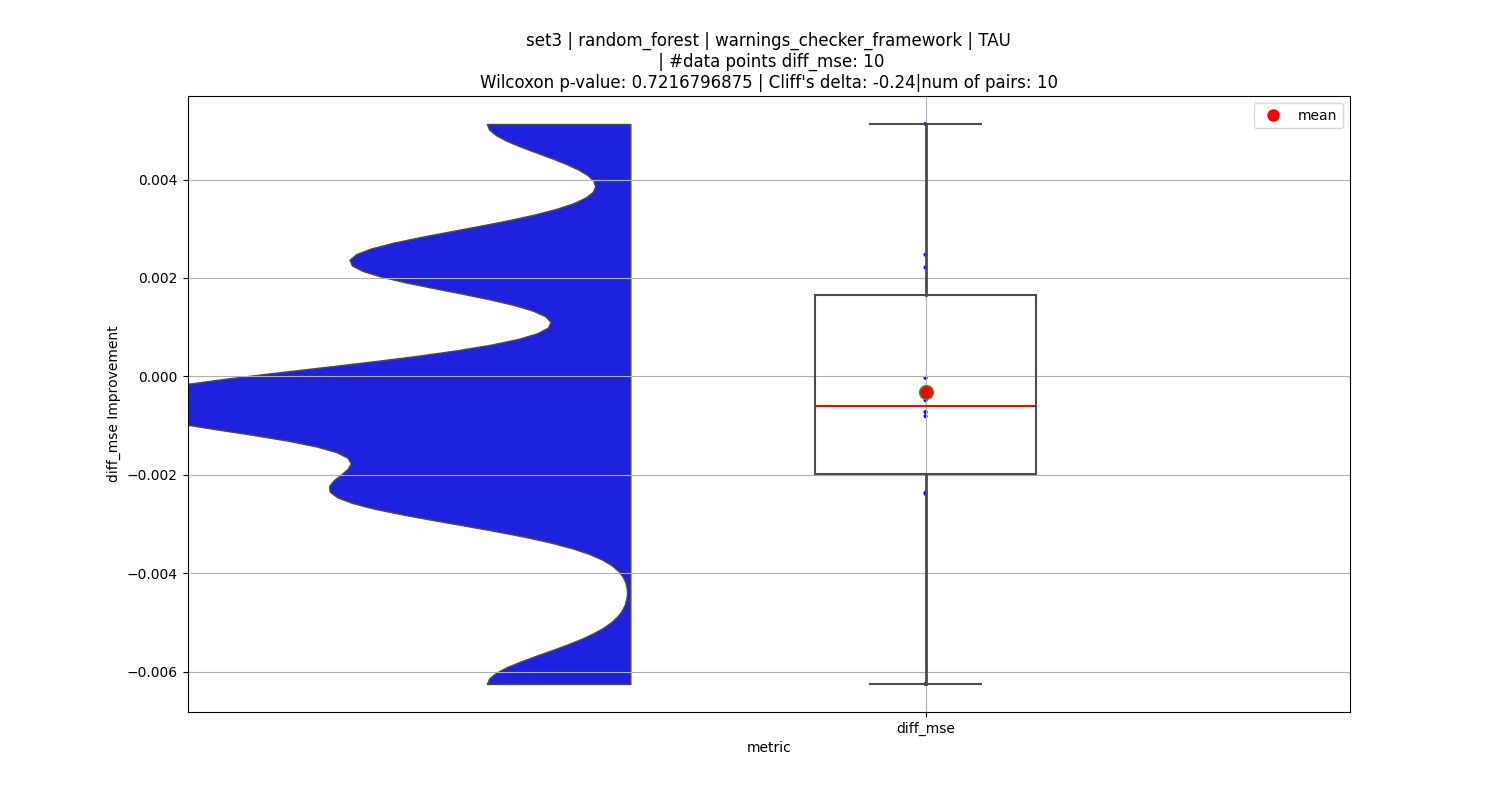 set3 | random_forest | warnings_checker_framework | TAU
| #data points diff_mse: 10
Wilcoxon p-value: 0.7216796875 | Cliff's delta: -0.24|num of pairs: 10
mean
0.004
0.002
0.000
−0.002
−0.004
−0.006
diff_mse Improvement
diff_mse
metric